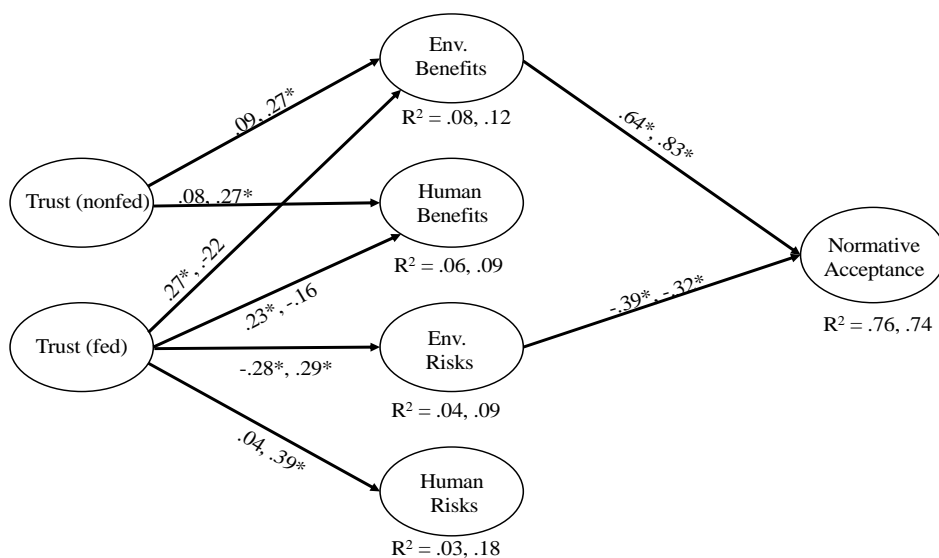 Env.
Benefits
R² = .08, .12
.09, .27*
.64*, .83*
Trust (nonfed)
.08, .27*
Human
Benefits
R² = .06, .09
.27*, -.22
.23*, -.16
Normative
Acceptance
R² = .76, .74
-.39*, -.32*
Trust (fed)
-.28*, .29*
Env.
Risks
R² = .04, .09
.04, .39*
Human
Risks
R² = .03, .18